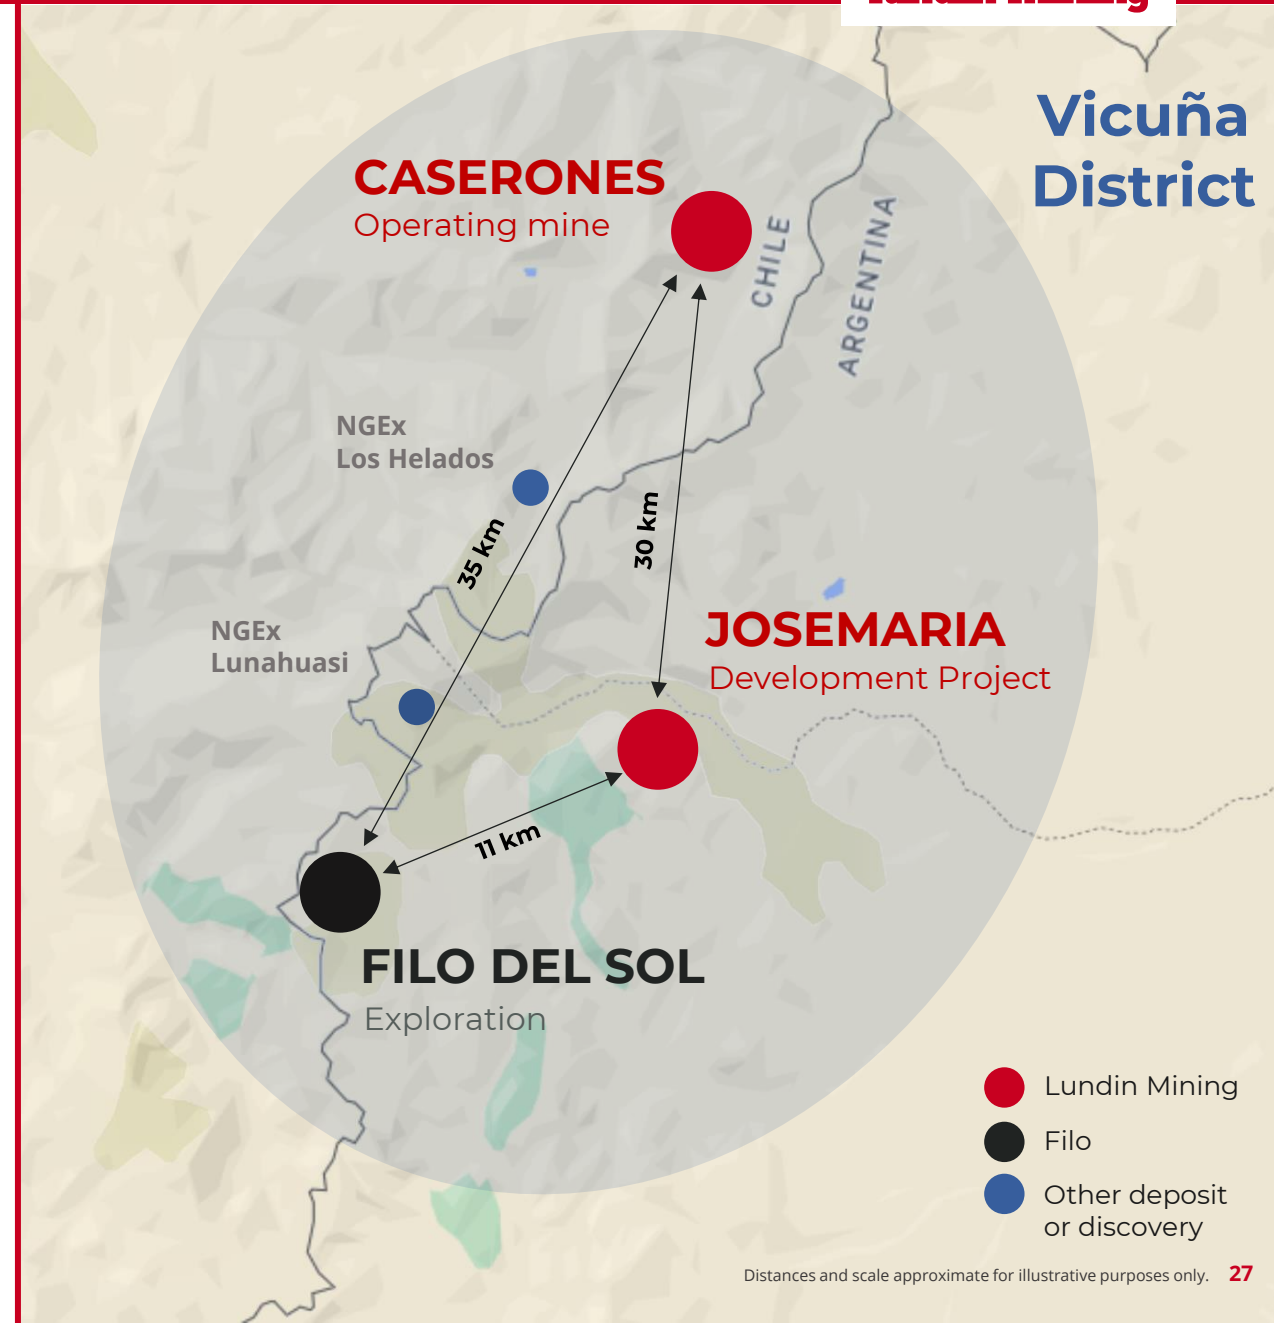 Vicuña
District
CASERONES
Operating mine
CHILE
ARGENTINA
NGEx
Los Helados
35 km
30 km
NGEx
Lunahuasi
JOSEMARIA
Development Project
11 km
FILO DEL SOL
Exploration
Lundin Mining
Filo
Other deposit
or discovery
Distances and scale approximate for illustrative purposes only. 27